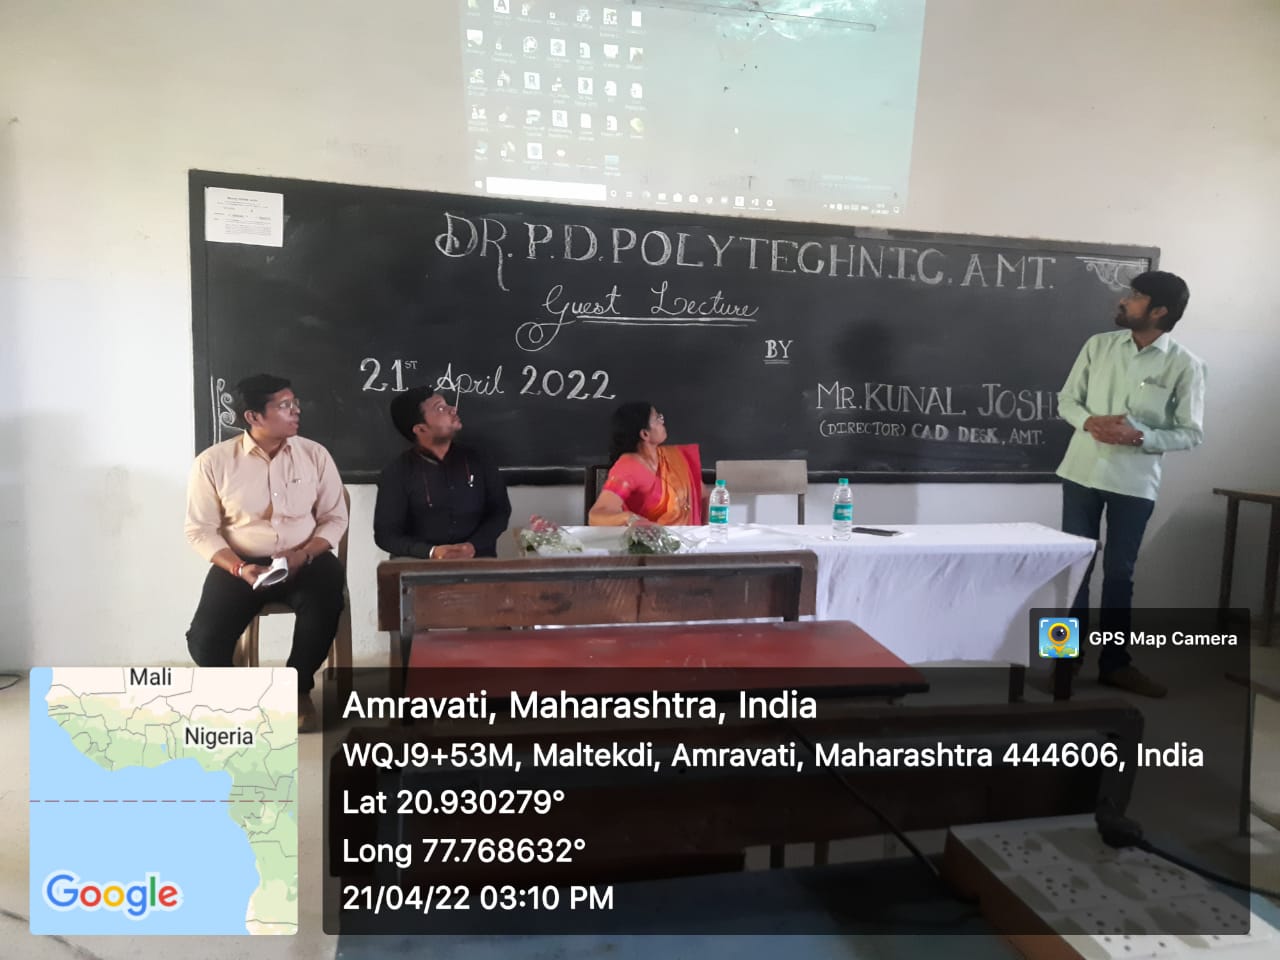 DR. P. D. POLYTECHNIC. AMT.
Guest Lecture
BY
21ST April 2022
MR. KUNAL JOSHI
(DIRECTOR) CAD DESK, AMT.
GPS Map Camera
Mali
Nigeria
Google
Amravati, Maharashtra, India
WQJ9+53M, Maltekdi, Amravati, Maharashtra 444606, India
Lat 20.930279°
Long 77.768632°
21/04/22 03:10 PM